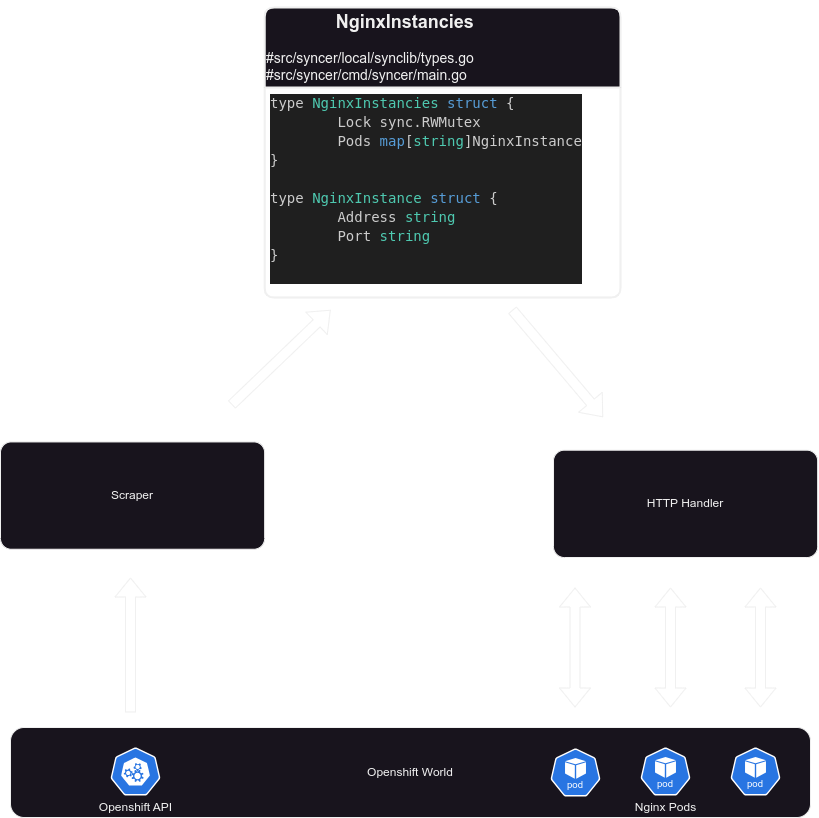 NginxInstancies
#src/syncer/local/synclib/types.go
#src/syncer/cmd/syncer/main.go
type NginxInstancies struct {
        Lock sync.RWMutex
        Pods map[string]NginxInstance
}

type NginxInstance struct {
        Address string
        Port string
}
Scraper
HTTP Handler
Openshift World
pod
pod
pod
Openshift API
Nginx Pods